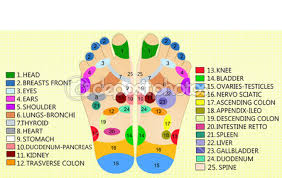 depositphotos
1. HEAD
2. BREASTS FRONT
3. EYES
4. EARS
5. SHOULDER
6. LUNGS-BRONCHI
7. THYROID
8. HEART
9. STOMACH
10. DUODENUM-PANCREAS
11. KIDNEY
12. TRASVERSE COLON
13. KNEE
14. BLADDER
15. OVARIES-TESTICLES
16. NERVO SCIATIC
17. ASCENDING COLON
18. APPENDIX-ILEO
19. DESCENDING COLON
20. INTESTINE RETTO
21. SPLEEN
22. LIVER
23. GALLBLADDER
24. DUODENUM
25. SPINE